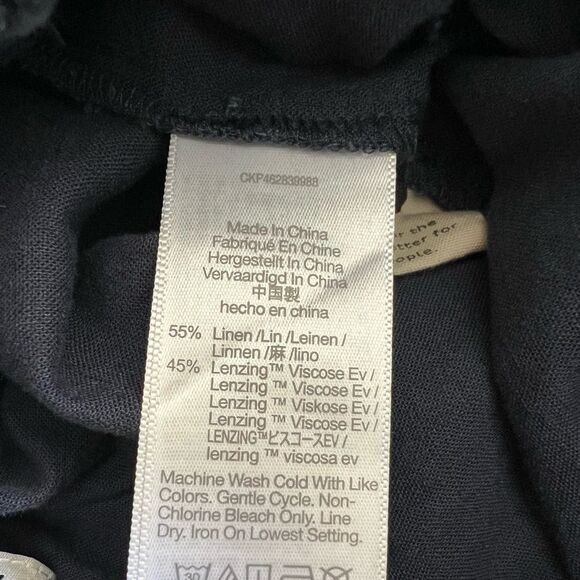 CKP462839988
Made In China
Fabriqué En Chine
Hergestellt In China
Vervaardigd In China
中国製
hecho en china
55% Linen /Lin /Leinen /
Linnen /麻 /lino
45% Lenzing™ Viscose Ev /
Lenzing ™ Viscose Ev /
Lenzing ™ Viskose Ev /
Lenzing ™ Viscose Ev /
LENZING™ビスコースEV /
lenzing ™ viscosa ev
Machine Wash Cold With Like
Colors. Gentle Cycle. Non-
Chlorine Bleach Only. Line
Dry. Iron On Lowest Setting.
30
the
for